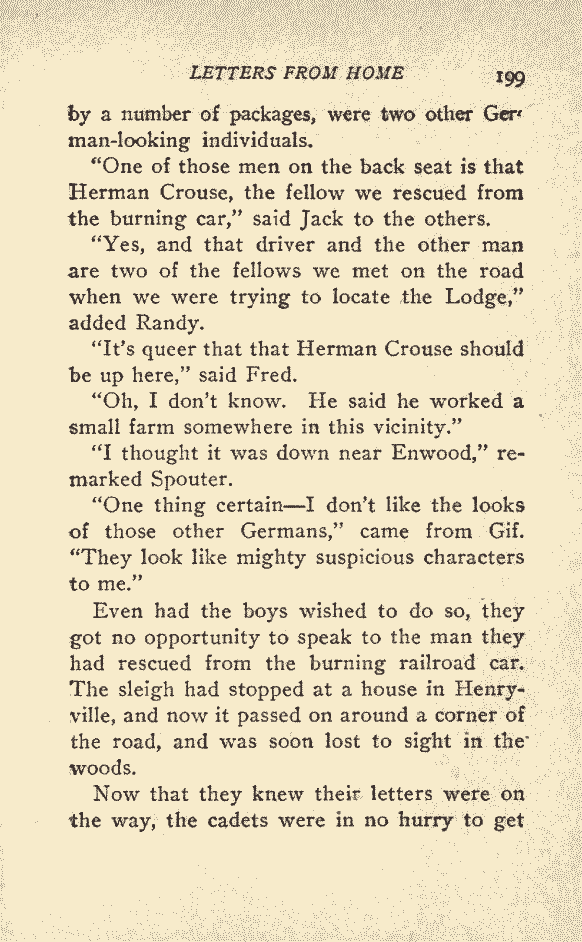 LETTERS FROM HOME 199
by a number of packages, were two other Ger-
man-looking individuals.
"One of those men on the back seat is that
Herman Crouse, the fellow we rescued from
the burning car," said Jack to the others.
"Yes, and that driver and the other man
are two of the fellows we met on the road
when we were trying to locate the Lodge,"
added Randy.
"It's queer that that Herman Crouse should
be up here," said Fred.
"Oh, I don't know. He said he worked a
small farm somewhere in this vicinity."
"I thought it was down near Enwood," re-
marked Spouter.
"One thing certain—I don't like the looks
of those other Germans," came from Gif.
"They look like mighty suspicious characters
to me."
Even had the boys wished to do so, they
got no opportunity to speak to the man they
had rescued from the burning railroad car.
The sleigh had stopped at a house in Henry-
ville, and now it passed on around a corner of
the road, and was soon lost to sight in the
woods.
Now that they knew their letters were on
the way, the cadets were in no hurry to get